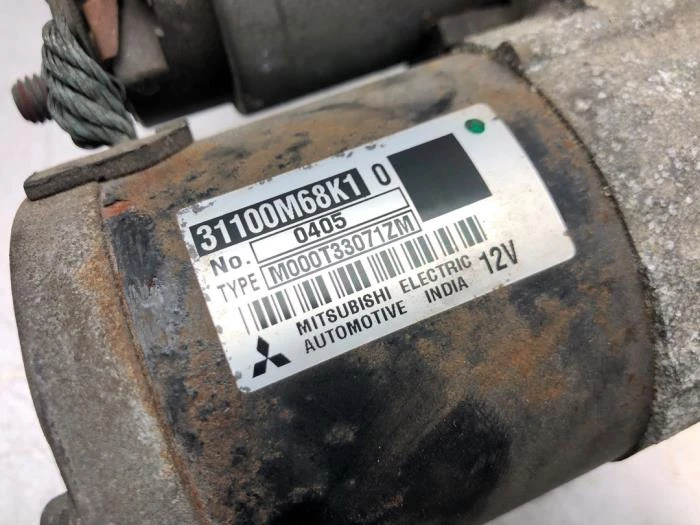 31100M68K1 0
No. 0405
TYPE M000T33071ZM
MITSUBISHI ELECTRIC 12V
AUTOMOTIVE INDIA